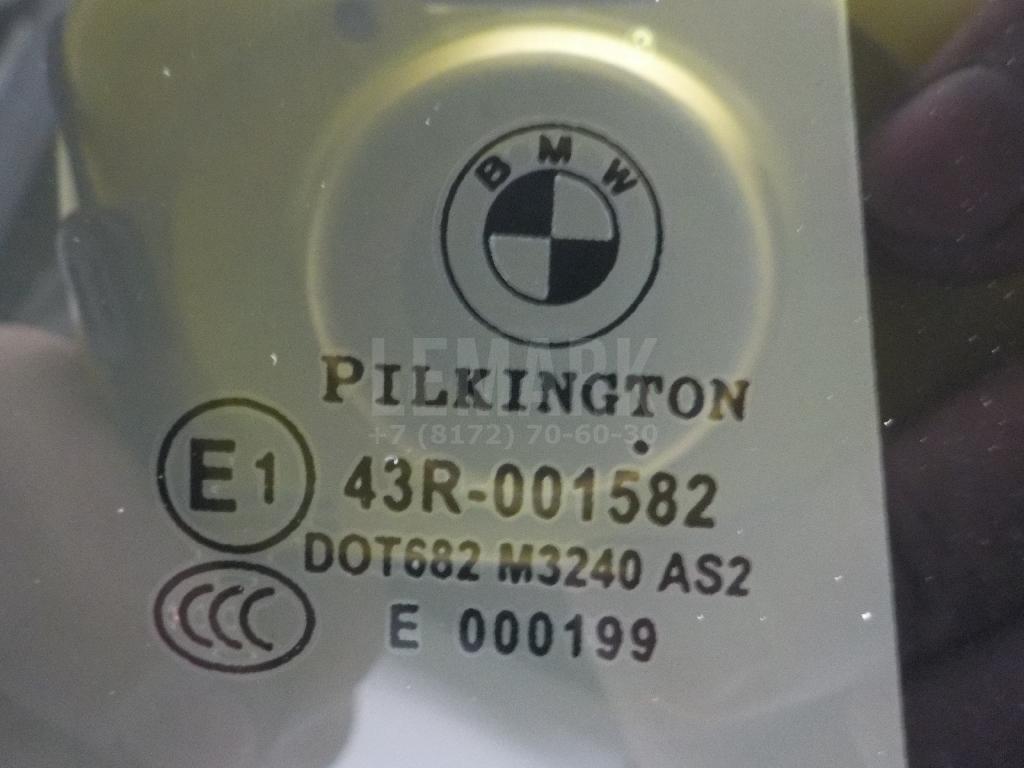 BMW
LEMARK
PILKINGTON
+7 (8172) 70-60-30
E1
43R-001582
DOT682 M3240 AS2
CCC
E 000199